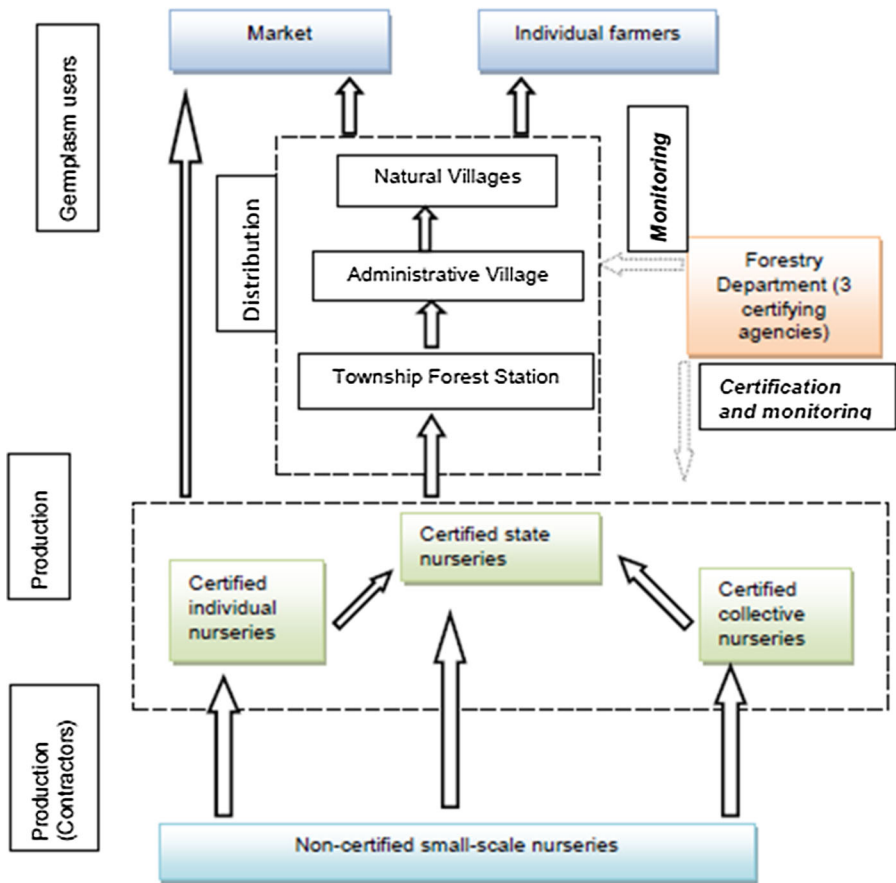 Market
Individual farmers
Germplasm users
Monitoring
Natural Villages
Distribution
Administrative Village
Forestry
Department (3
certifying
agencies)
Township Forest Station
Certification
and monitoring
Production
Certified state
nurseries
Certified
individual
nurseries
Certified
collective
nurseries
Production
(Contractors)
Non-certified small-scale nurseries